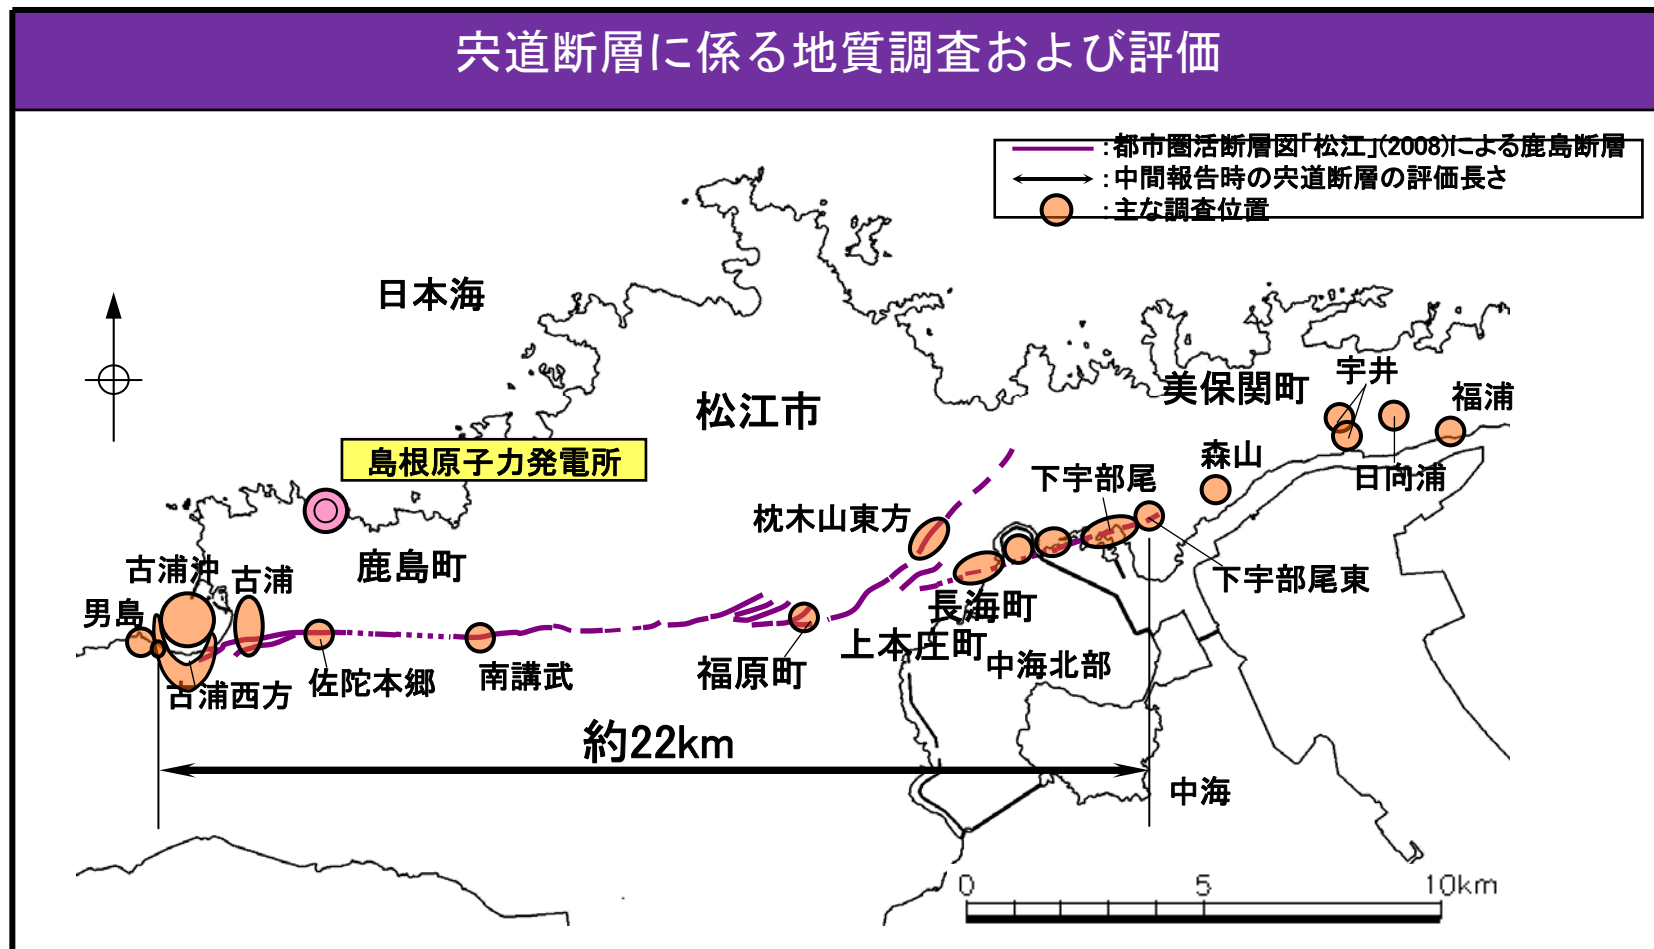 宍道断層に係る地質調査および評価
：都市圏活断層図「松江」(2008)による鹿島断層
：中間報告時の宍道断層の評価長さ
：主な調査位置
日本海
松江市
美保関町
宇井
福浦
森山
日向浦
島根原子力発電所
下宇部尾
枕木山東方
鹿島町
下宇部尾東
古浦沖
古浦
男島
長海町
上本庄町
中海北部
福原町
南講武
佐陀本郷
古浦西方
約22km
中海
0 5 10km